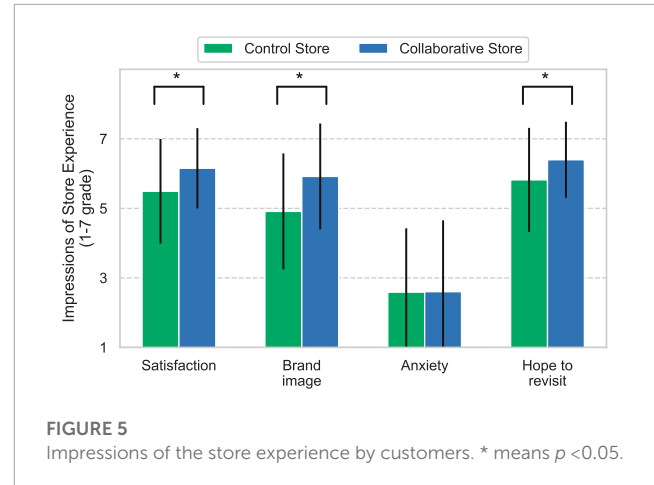 Control Store Collaborative Store
Impressions of Store Experience
(1-7 grade)
* * *
7
5
3
1
Satisfaction Brand image Anxiety Hope to revisit
FIGURE 5
Impressions of the store experience by customers. * means p <0.05.